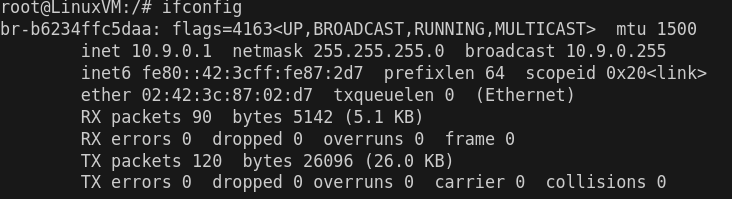 root@LinuxVM:/# ifconfig
br-b6234ffc5daa: flags=4163<UP,BROADCAST,RUNNING,MULTICAST>  mtu 1500
        inet 10.9.0.1  netmask 255.255.255.0  broadcast 10.9.0.255
        inet6 fe80::42:3cff:fe87:2d7  prefixlen 64  scopeid 0x20<link>
        ether 02:42:3c:87:02:d7  txqueuelen 0  (Ethernet)
        RX packets 90  bytes 5142 (5.1 KB)
        RX errors 0  dropped 0  overruns 0  frame 0
        TX packets 120  bytes 26096 (26.0 KB)
        TX errors 0  dropped 0 overruns 0  carrier 0  collisions 0